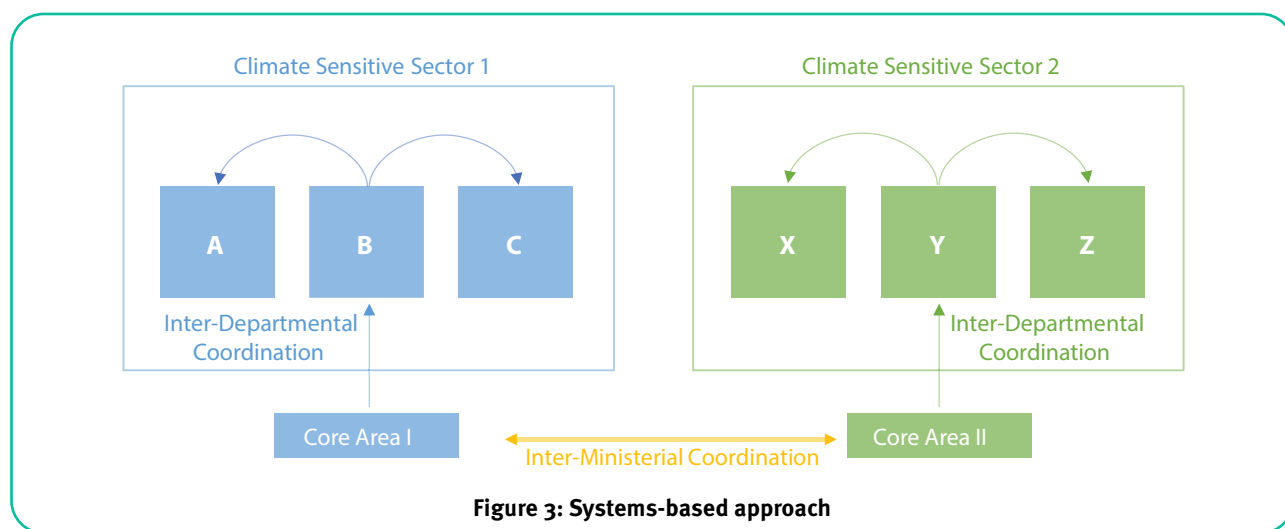 Climate Sensitive Sector 1
Climate Sensitive Sector 2
A
B
C
X
Y
Z
Inter-Departmental
Coordination
Inter-Departmental
Coordination
Core Area I
Core Area II
Inter-Ministerial Coordination
Figure 3: Systems-based approach